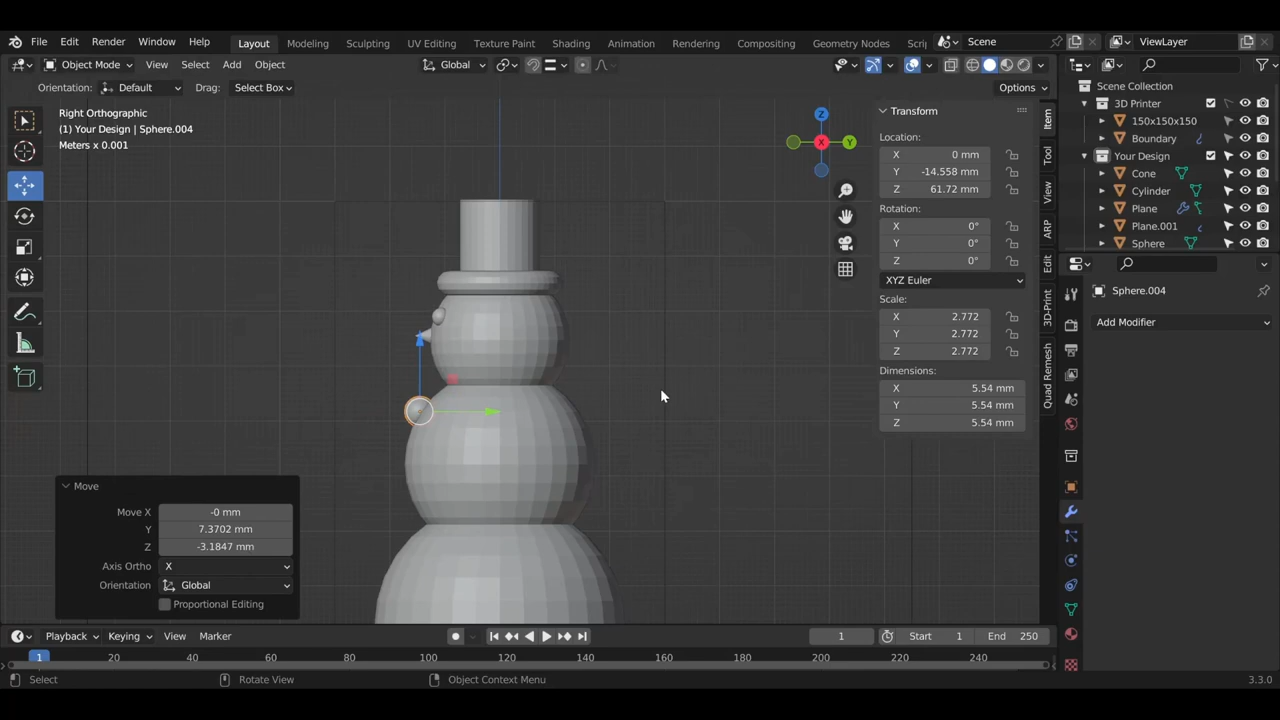 File Edit Render Window Help Layout Modeling Sculpting UV Editing Texture Paint Shading Animation Rendering Compositing Geometry Nodes Scrip Scene ViewLayer
Object Mode View Select Add Object Global
Orientation: Default Drag: Select Box Options
Right Orthographic
(1) Your Design | Sphere.004
Meters x 0.001
Z
Y
X
Transform
Location:
X 0 mm
Y -14.558 mm
Z 61.72 mm
Rotation:
X 0°
Y 0°
Z 0°
XYZ Euler
Scale:
X 2.772
Y 2.772
Z 2.772
Dimensions:
X 5.54 mm
Y 5.54 mm
Z 5.54 mm
Item
Tool
View
ARP
Edit
3D-Print
Quad Remesh
Scene Collection
3D Printer
150x150x150
Boundary
Your Design
Cone
Cylinder
Plane
Plane.001
Sphere
Sphere.004
Add Modifier
Move
Move X -0 mm
Y 7.3702 mm
Z -3.1847 mm
Axis Ortho X
Orientation Global
Proportional Editing
Playback Keying View Marker 1 Start 1 End 250
1 20 40 60 80 100 120 140 160 180 200 220 240
Select Rotate View Object Context Menu 3.3.0